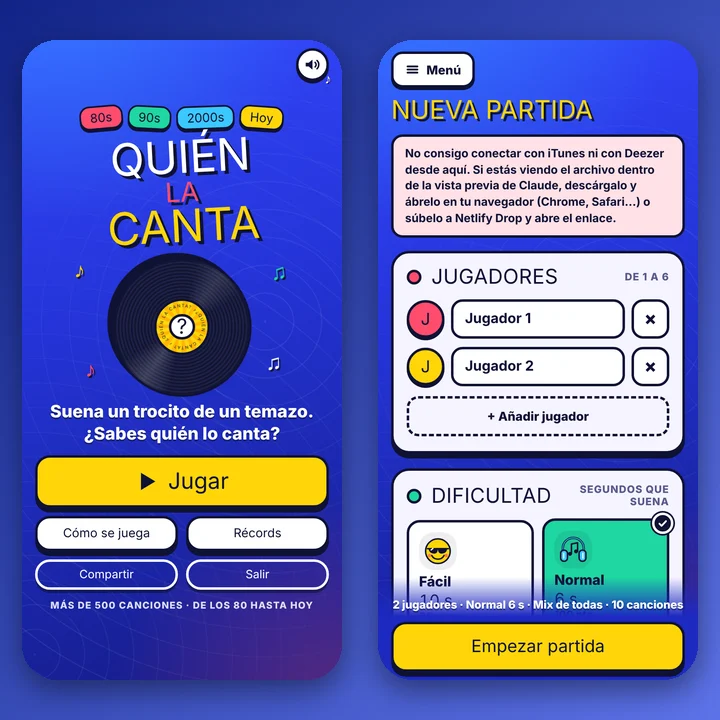 80s 90s 2000s Hoy
QUIÉN
LA
CANTA
?
Suena un trocito de un temazo.
¿Sabes quién lo canta?
Jugar
Cómo se juega Récords
Compartir Salir
MÁS DE 500 CANCIONES · DE LOS 80 HASTA HOY
Menú
NUEVA PARTIDA
No consigo conectar con iTunes ni con Deezer
desde aquí. Si estás viendo el archivo dentro
de la vista previa de Claude, descárgalo y
ábrelo en tu navegador (Chrome, Safari...) o
súbelo a Netlify Drop y abre el enlace.
JUGADORES DE 1 A 6
J Jugador 1 ×
J Jugador 2 ×
+ Añadir jugador
DIFICULTAD SEGUNDOS QUE
SUENA
Fácil Normal
10 s 6 s
2 jugadores · Normal 6 s · Mix de todas · 10 canciones
Empezar partida